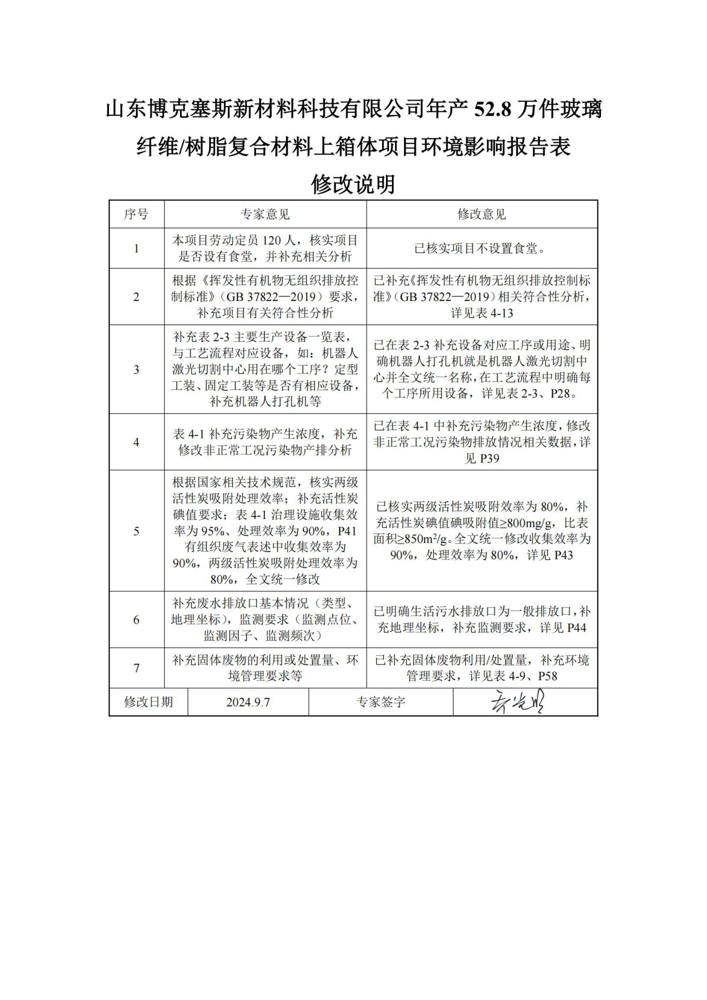 山东博克塞斯新材料科技有限公司年产 52.8 万件玻璃
纤维/树脂复合材料上箱体项目环境影响报告表
修改说明
序号 专家意见 修改意见
1
本项目劳动定员 120 人，核实项目
是否设有食堂，并补充相关分析
已核实项目不设置食堂。
2
根据《挥发性有机物无组织排放控
制标准》（GB 37822—2019）要求，
补充项目有关符合性分析
已补充《挥发性有机物无组织排放控制标
准》（GB 37822—2019）相关符合性分析，
详见表 4-13
3
补充表 2-3 主要生产设备一览表，
与工艺流程对应设备，如：机器人
激光切割中心用在哪个工序？定型
工装、固定工装等是否有相应设备，
补充机器人打孔机等
已在表 2-3 补充设备对应工序或用途、明
确机器人打孔机就是机器人激光切割中
心并全文统一名称，在工艺流程中明确每
个工序所用设备，详见表 2-3、P28。
4
表 4-1 补充污染物产生浓度，补充
修改非正常工况污染物产排分析
已在表 4-1 中补充污染物产生浓度，修改
非正常工况污染物排放情况相关数据，详
见 P39
5
根据国家相关技术规范，核实两级
活性炭吸附处理效率；补充活性炭
碘值要求；表 4-1 治理设施收集效
率为 95%、处理效率为 90%，P41
有组织废气表述中收集效率为
90%，两级活性炭吸附处理效率为
80%，全文统一修改
已核实两级活性炭吸附效率为 80%，补
充活性炭碘值碘吸附值≥800mg/g，比表
面积≥850m²/g。全文统一修改收集效率为
90%，处理效率为 80%，详见 P43
6
补充废水排放口基本情况（类型、
地理坐标），监测要求（监测点位、
监测因子、监测频次）
已明确生活污水排放口为一般排放口，补
充地理坐标，补充监测要求，详见 P44
7
补充固体废物的利用或处置量、环
境管理要求等
已补充固体废物利用/处置量，补充环境
管理要求，详见表 4-9、P58
修改日期 2024.9.7 专家签字